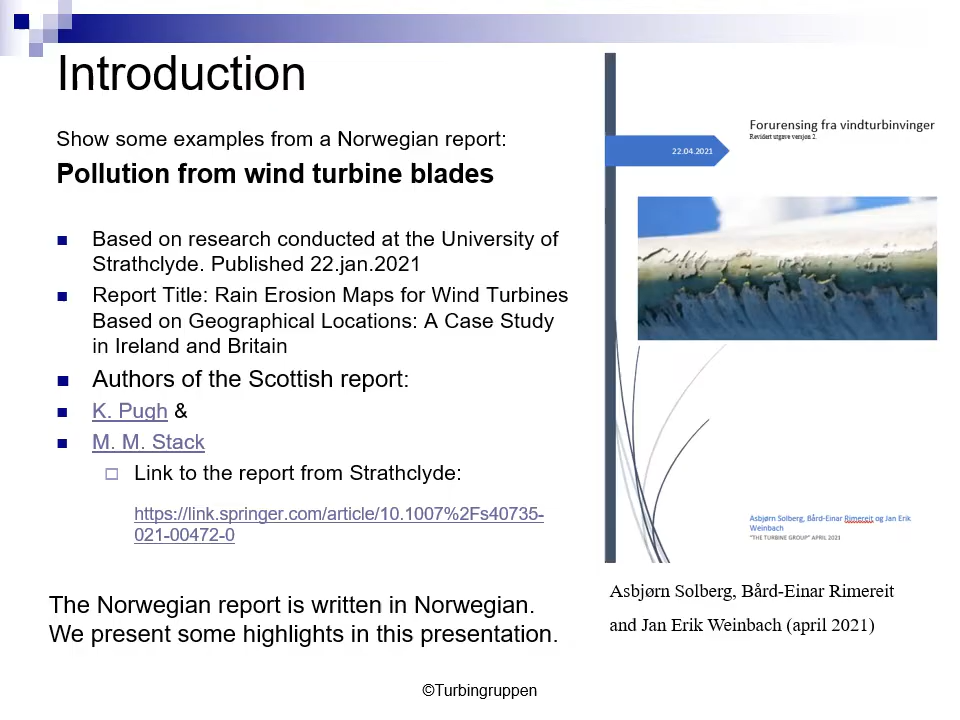 Introduction
Show some examples from a Norwegian report:
Pollution from wind turbine blades
Based on research conducted at the University of
Strathclyde. Published 22.jan.2021
Report Title: Rain Erosion Maps for Wind Turbines
Based on Geographical Locations: A Case Study
in Ireland and Britain
Authors of the Scottish report:
K. Pugh &
M. M. Stack
Link to the report from Strathclyde:
https://link.springer.com/article/10.1007%2Fs40735-
021-00472-0
The Norwegian report is written in Norwegian.
We present some highlights in this presentation.
Forurensing fra vindturbinvinger
Revidert utgave versjon 2.
22.04.2021
Asbjørn Solberg, Bård-Einar Rimereit og Jan Erik
Weinbach
"THE TURBINE GROUP" APRIL 2021
Asbjørn Solberg, Bård-Einar Rimereit
and Jan Erik Weinbach (april 2021)
©Turbingruppen